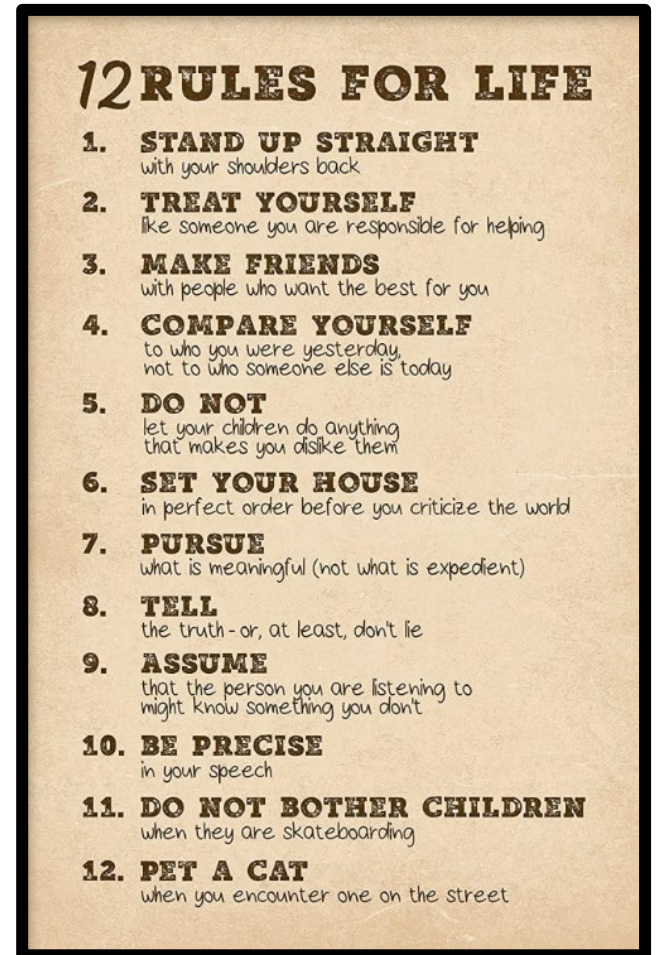 12 RULES FOR LIFE
1. STAND UP STRAIGHT
with your shoulders back
2. TREAT YOURSELF
like someone you are responsible for helping
3. MAKE FRIENDS
with people who want the best for you
4. COMPARE YOURSELF
to who you were yesterday,
not to who someone else is today
5. DO NOT
let your children do anything
that makes you dislike them
6. SET YOUR HOUSE
in perfect order before you criticize the world
7. PURSUE
what is meaningful (not what is expedient)
8. TELL
the truth - or, at least, don't lie
9. ASSUME
that the person you are listening to
might know something you don't
10. BE PRECISE
in your speech
11. DO NOT BOTHER CHILDREN
when they are skateboarding
12. PET A CAT
when you encounter one on the street